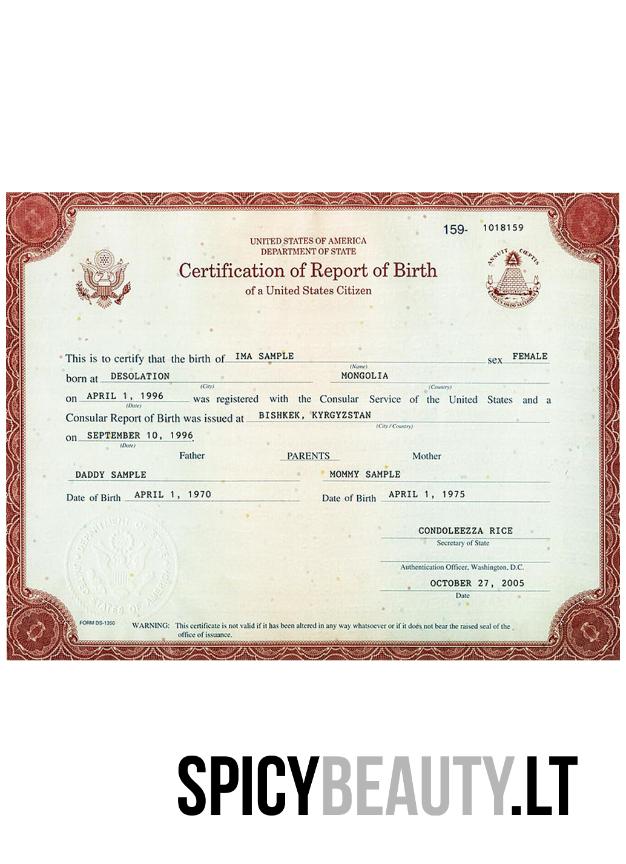 159- 1018159
UNITED STATES OF AMERICA
DEPARTMENT OF STATE
Certification of Report of Birth
of a United States Citizen
ANNUIT CŒPTIS
This is to certify that the birth of IMA SAMPLE sex FEMALE
(Name)
born at DESOLATION MONGOLIA
(City) (Country)
on APRIL 1, 1996 was registered with the Consular Service of the United States and a
(Date)
Consular Report of Birth was issued at BISHKEK, KYRGYZSTAN
(City / Country)
on SEPTEMBER 10, 1996
(Date)
Father PARENTS Mother
DADDY SAMPLE MOMMY SAMPLE
Date of Birth APRIL 1, 1970 Date of Birth APRIL 1, 1975
CONDOLEEZZA RICE
Secretary of State
Authentication Officer, Washington, D.C.
OCTOBER 27, 2005
Date
FORM DS-1350 WARNING: This certificate is not valid if it has been altered in any way whatsoever or if it does not bear the raised seal of the
office of issuance.
SPICYBEAUTY.LT